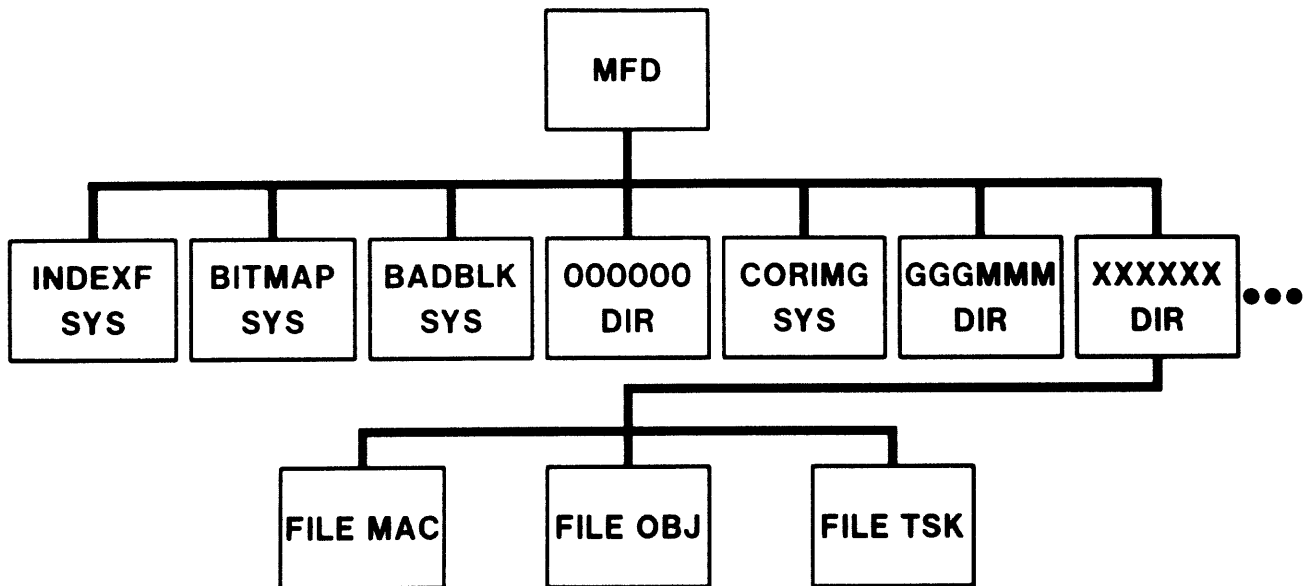 MFD
INDEXF
SYS
BITMAP
SYS
BADBLK
SYS
000000
DIR
CORIMG
SYS
GGGMMM
DIR
XXXXXX
DIR
FILE MAC
FILE OBJ
FILE TSK